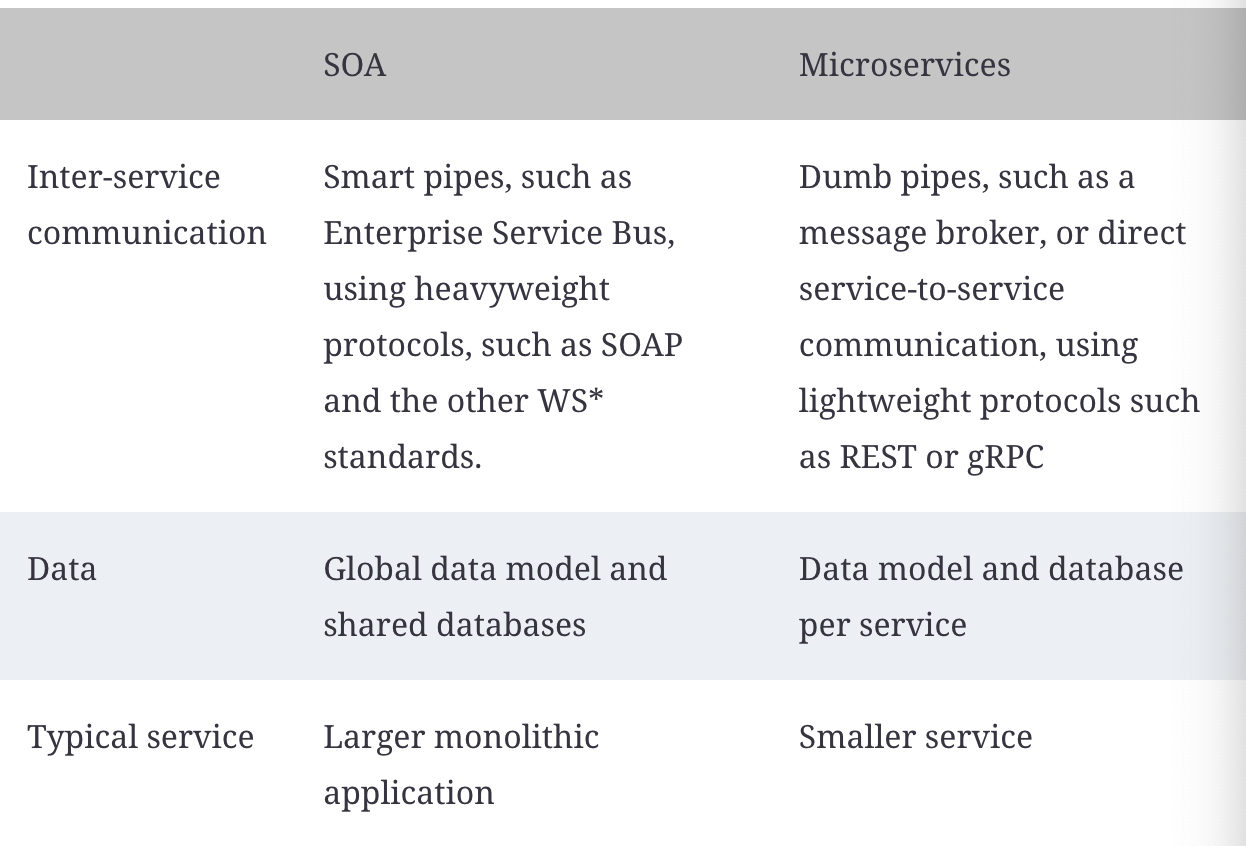 SOA Microservices
Inter-service Smart pipes, such as Dumb pipes, such as a
communication Enterprise Service Bus, message broker, or direct
using heavyweight service-to-service
protocols, such as SOAP communication, using
and the other WS* lightweight protocols such
standards. as REST or gRPC
Data Global data model and Data model and database
shared databases per service
Typical service Larger monolithic Smaller service
application